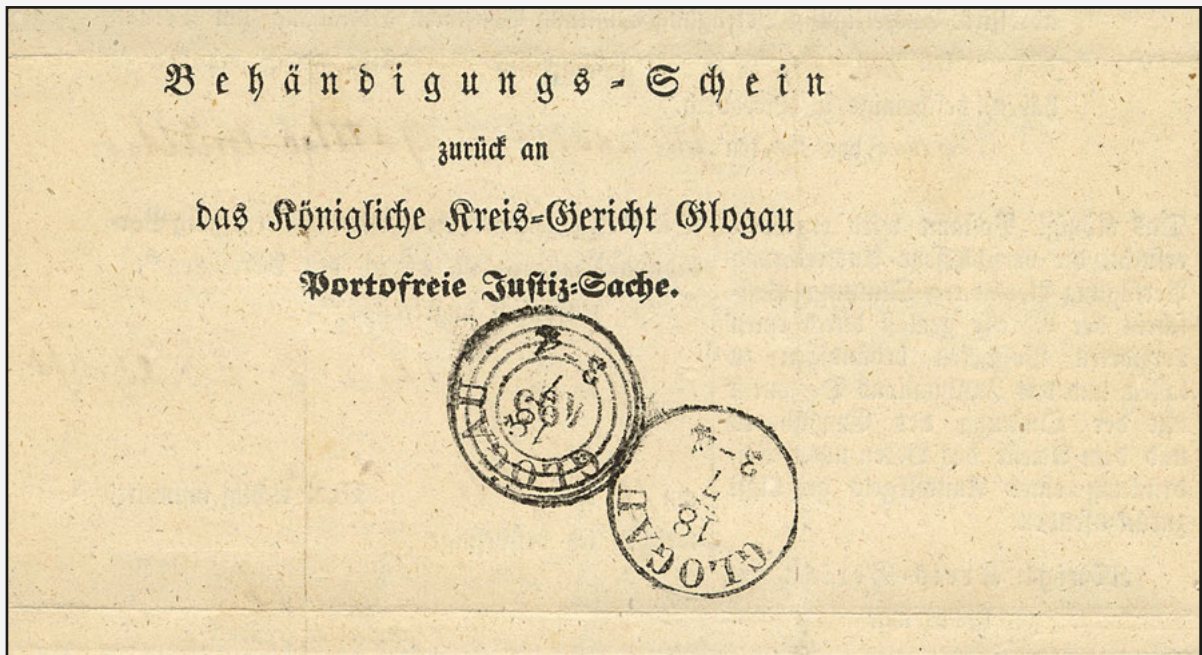 Behändigungs-Schein
zurück an
das Königliche Kreis-Gericht Glogau
Portofreie Justiz-Sache.
GLOGAU
GLOGAU
18